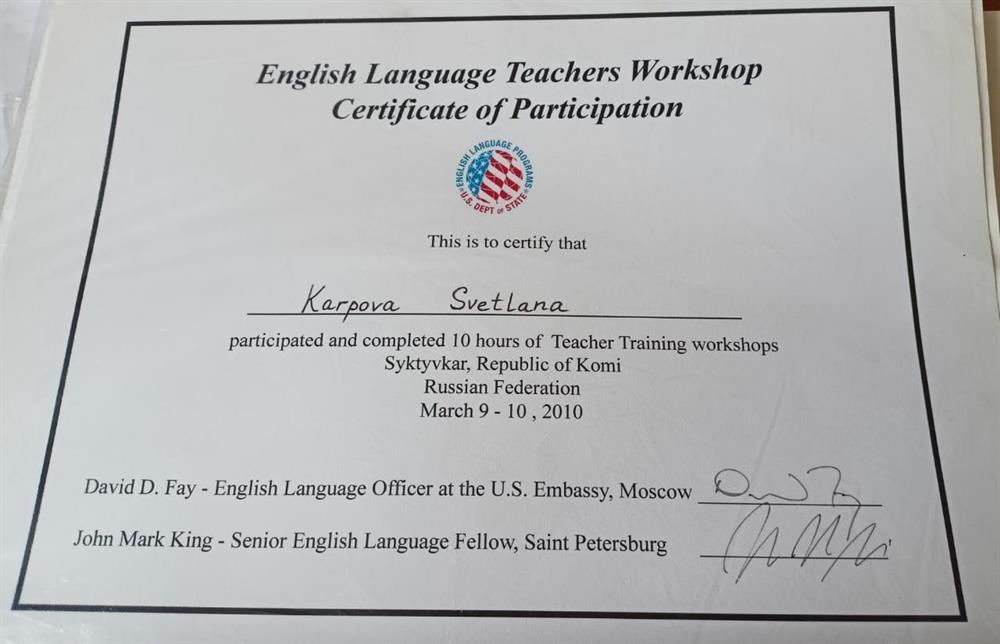 English Language Teachers Workshop
Certificate of Participation
ENGLISH LANGUAGE PROGRAMS
U.S. DEPT OF STATE
This is to certify that
Karpova Svetlana
participated and completed 10 hours of Teacher Training workshops
Syktyvkar, Republic of Komi
Russian Federation
March 9 - 10 , 2010
David D. Fay - English Language Officer at the U.S. Embassy, Moscow
John Mark King - Senior English Language Fellow, Saint Petersburg